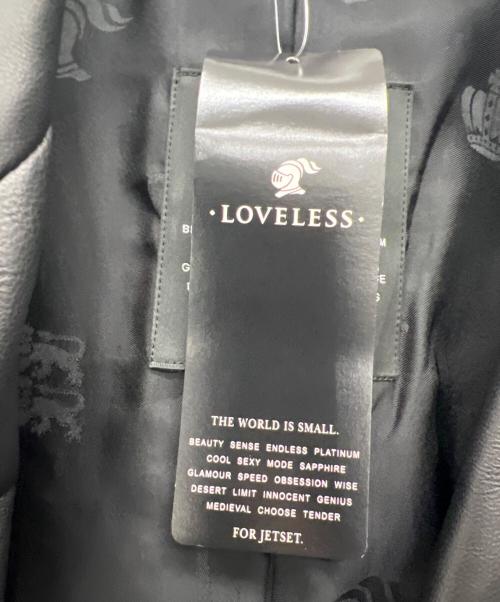 · LOVELESS ·
THE WORLD IS SMALL.
BEAUTY SENSE ENDLESS PLATINUM
COOL SEXY MODE SAPPHIRE
GLAMOUR SPEED OBSESSION WISE
DESERT LIMIT INNOCENT GENIUS
MEDIEVAL CHOOSE TENDER
FOR JETSET.